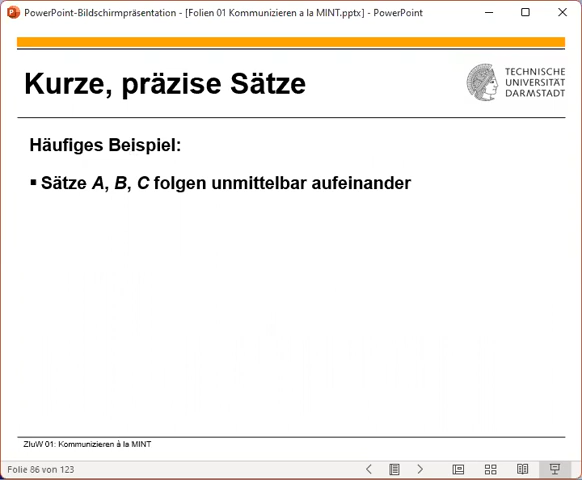 PowerPoint-Bildschirmpräsentation - [Folien 01 Kommunizieren a la MINT.pptx] - PowerPoint
Kurze, präzise Sätze
TECHNISCHE
UNIVERSITÄT
DARMSTADT
Häufiges Beispiel:
▪ Sätze A, B, C folgen unmittelbar aufeinander
ZIuW 01: Kommunizieren à la MINT
Folie 86 von 123